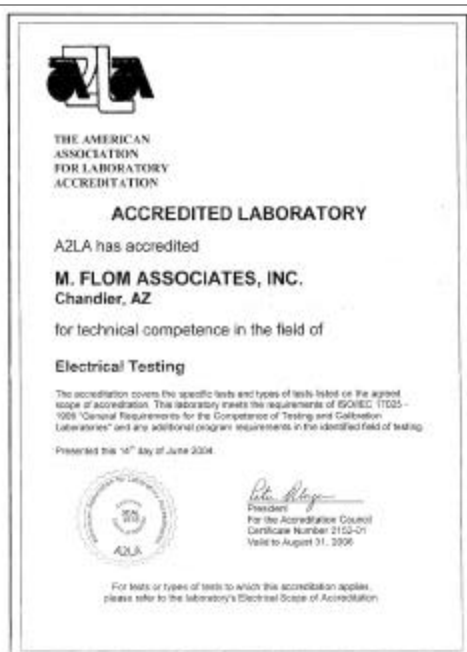 A2LA
THE AMERICAN
ASSOCIATION
FOR LABORATORY
ACCREDITATION
ACCREDITED LABORATORY
A2LA has accredited
M. FLOM ASSOCIATES, INC.
Chandler, AZ
for technical competence in the field of
Electrical Testing
The accreditation covers the specific tests and types of tests listed on the agreed
scope of accreditation. This laboratory meets the requirements of ISO/IEC 17025 -
1999 "General Requirements for the Competence of Testing and Calibration
Laboratories" and any additional program requirements in the identified field of testing.
Presented this day of June 2004.
SEAL
A2LA
President
For the Accreditation Council
Certificate Number 2152-01
Valid to August 31, 2006
For tests or types of tests to which this accreditation applies,
please refer to the laboratory's Electrical Scope of Accreditation